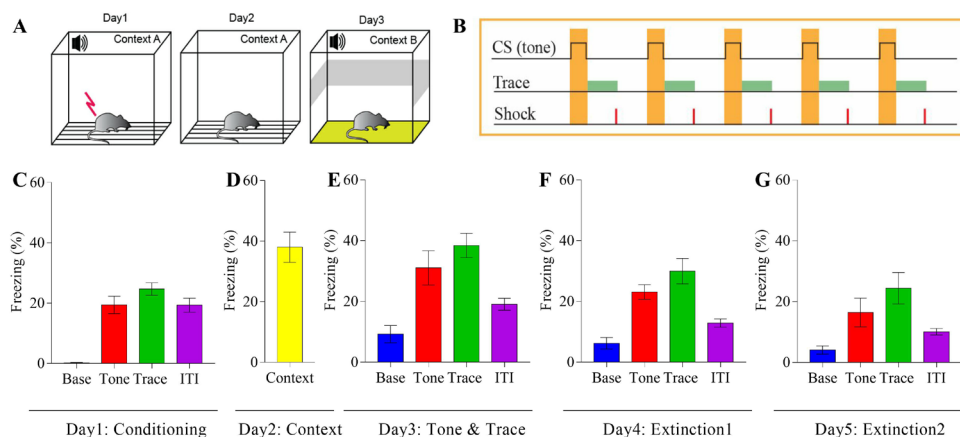 A
Day1
Day2
Day3
Context A
Context A
Context B
B
CS (tone)
Trace
Shock
C
Freezing (%)
60
40
20
0
Base Tone Trace ITI
Day1: Conditioning
D
Freezing (%)
60
40
20
0
Context
Day2: Context
E
Freezing (%)
60
40
20
0
Base Tone Trace ITI
Day3: Tone & Trace
F
Freezing (%)
60
40
20
0
Base Tone Trace ITI
Day4: Extinction1
G
Freezing (%)
60
40
20
0
Base Tone Trace ITI
Day5: Extinction2